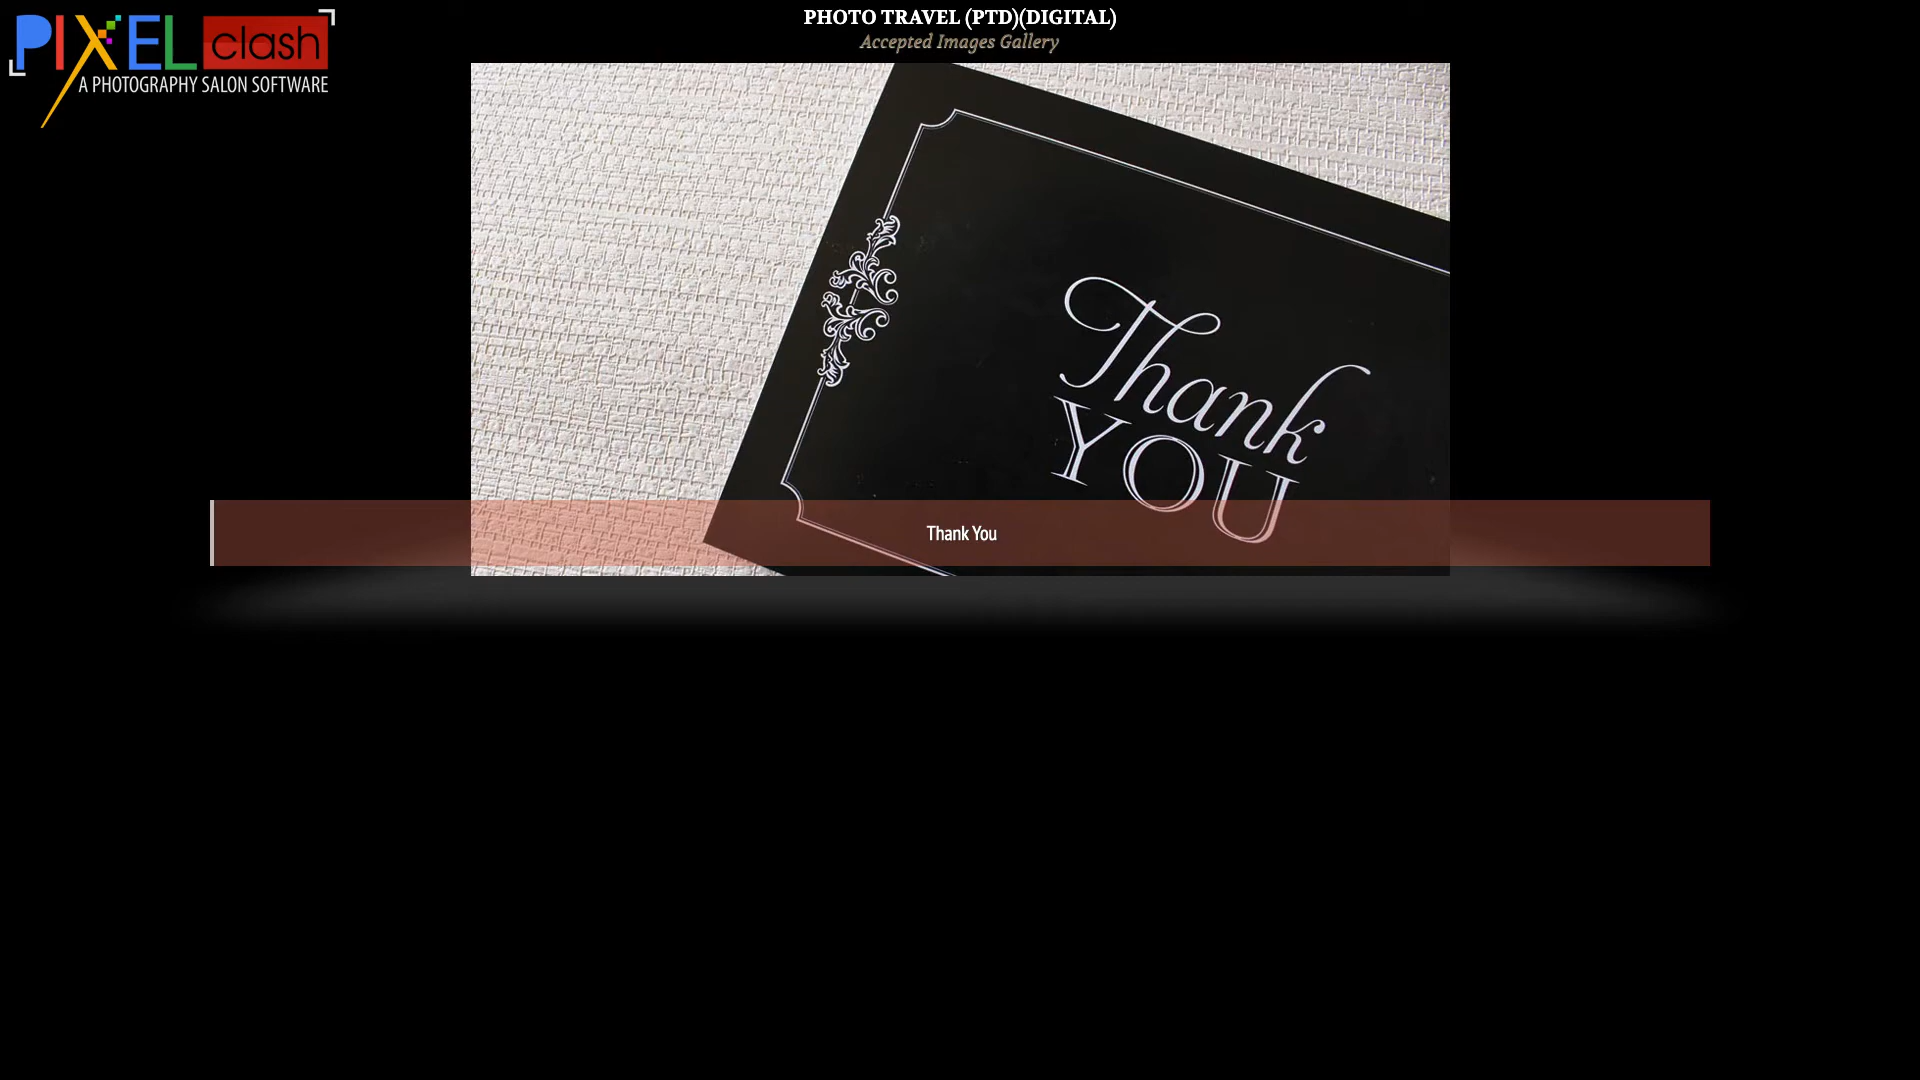 PIXEL clash
A PHOTOGRAPHY SALON SOFTWARE
PHOTO TRAVEL (PTD)(DIGITAL)
Accepted Images Gallery
Thank
YOU
Thank You